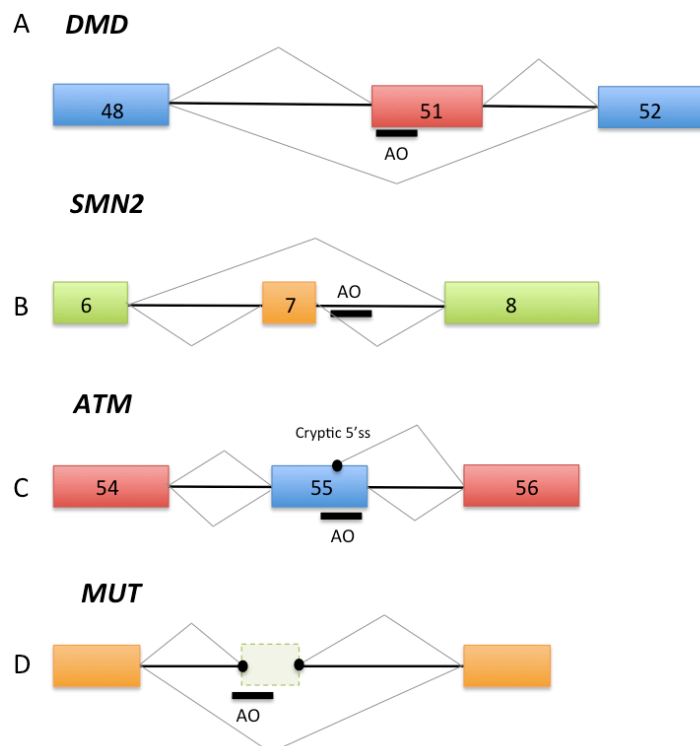 A DMD
48 51 52
AO
SMN2
B 6 7 AO 8
ATM
Cryptic 5'ss
C 54 55 56
AO
MUT
D
AO